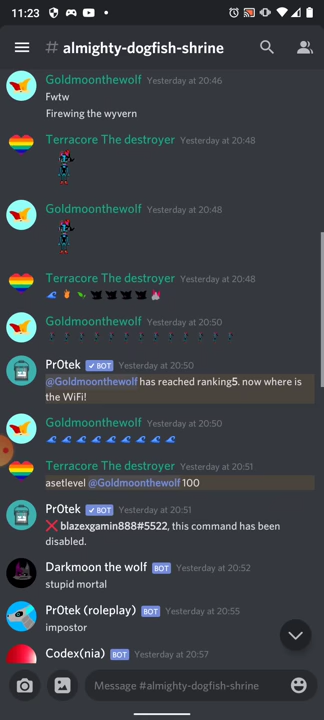 11:23
# almighty-dogfish-shrine
Goldmoonthewolf Yesterday at 20:46
Fwtw
Firewing the wyvern
Terracore The destroyer Yesterday at 20:48
Goldmoonthewolf Yesterday at 20:48
Terracore The destroyer Yesterday at 20:48
Goldmoonthewolf Yesterday at 20:50
Pr0tek ✓ BOT Yesterday at 20:50
@Goldmoonthewolf has reached ranking5. now where is
the WiFi!
Goldmoonthewolf Yesterday at 20:50
Terracore The destroyer Yesterday at 20:51
asetlevel @Goldmoonthewolf 100
Pr0tek ✓ BOT Yesterday at 20:51
❌ blazexgamin888#5522, this command has been
disabled.
Darkmoon the wolf BOT Yesterday at 20:52
stupid mortal
Pr0tek (roleplay) BOT Yesterday at 20:55
impostor
Codex(nia) BOT Yesterday at 20:57
Message #almighty-dogfish-shrine